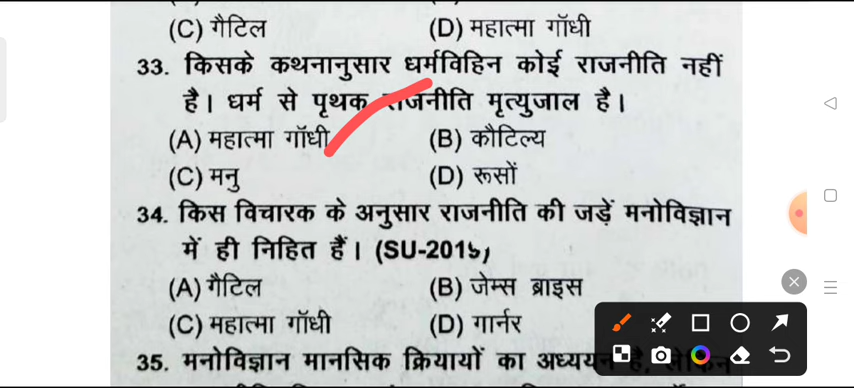 (C) गैटिल (D) महात्मा गॉधी
33. किसके कथनानुसार धर्मविहिन कोई राजनीति नहीं
है। धर्म से पृथक राजनीति मृत्युजाल है।
(A) महात्मा गॉधी (B) कौटिल्य
(C) मनु (D) रूसों
34. किस विचारक के अनुसार राजनीति की जड़ें मनोविज्ञान
में ही निहित हैं। (SU-2019)
(A) गैटिल (B) जेम्स ब्राइस
(C) महात्मा गॉधी (D) गार्नर
35. मनोविज्ञान मानसिक क्रियायों का अध्ययन है, लेकिन